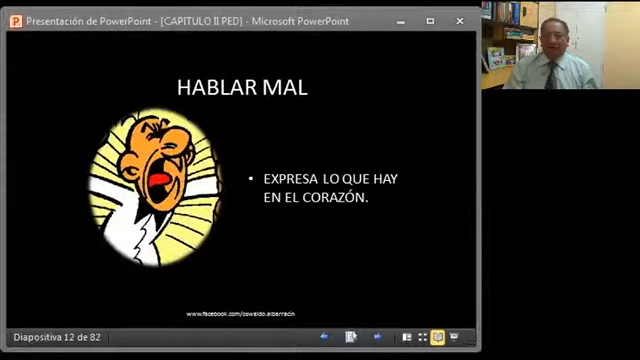 Presentación de PowerPoint - [CAPITULO II PED] - Microsoft PowerPoint
HABLAR MAL
• EXPRESA LO QUE HAY
EN EL CORAZÓN.
www.facebook.com/oswaldo.albarracin
Diapositiva 12 de 82